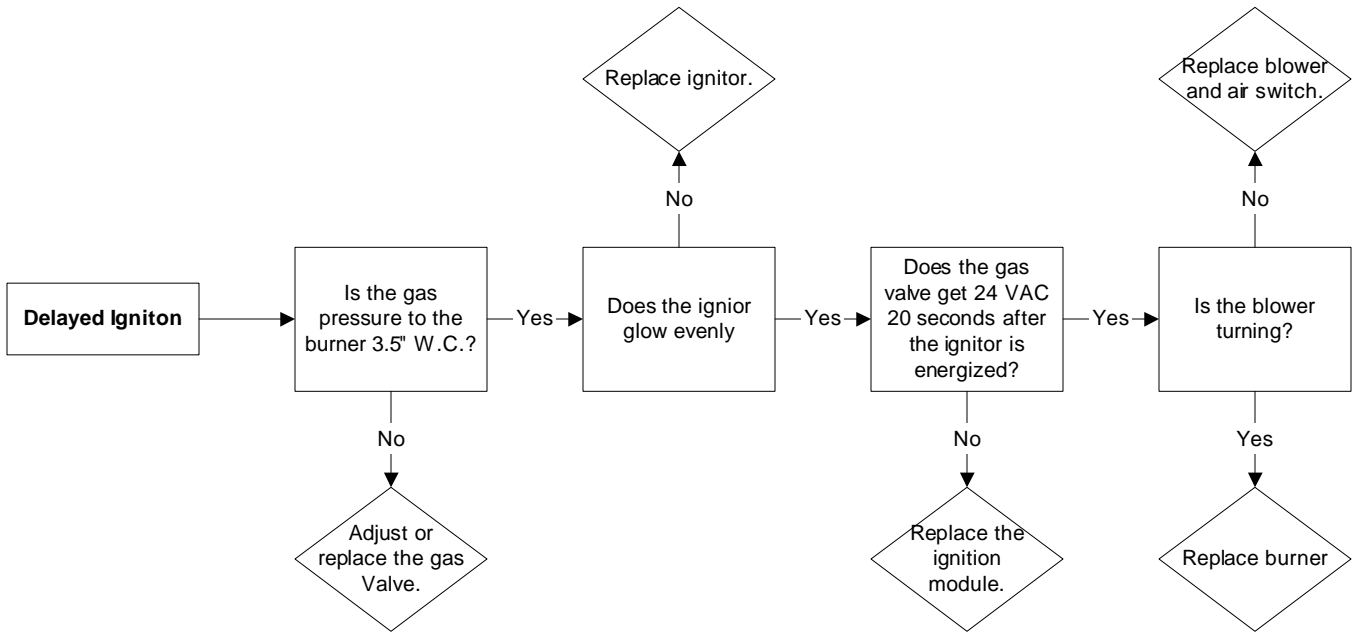 Replace ignitor.
Replace blower
and air switch.
No
No
Delayed Igniton
Is the gas
pressure to the
burner 3.5" W.C.?
Yes
Does the ignior
glow evenly
Yes
Does the gas
valve get 24 VAC
20 seconds after
the ignitor is
energized?
Yes
Is the blower
turning?
No
No
Yes
Adjust or
replace the gas
Valve.
Replace the
ignition
module.
Replace burner